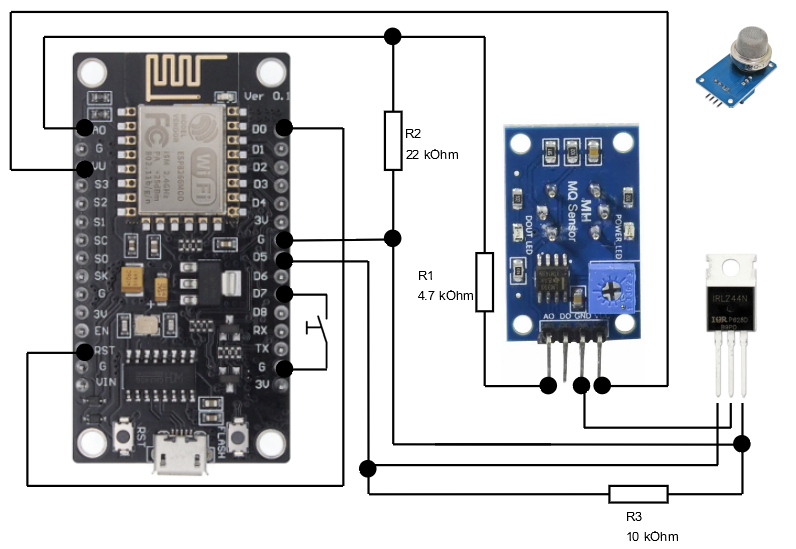 Ver 0.1
A0
G
VU
S3
S2
S1
SC
SO
SK
G
3V
EN
RST
G
VIN
D0
D1
D2
D3
D4
3V
G
D5
D6
D7
D8
RX
TX
G
3V
WiFi
RST
FLASH
R2
22 kOhm
R1
4.7 kOhm
MH
MQ Sensor
DOUT LED
POWER LED
AO DO GND
IRL244N
R3
10 kOhm